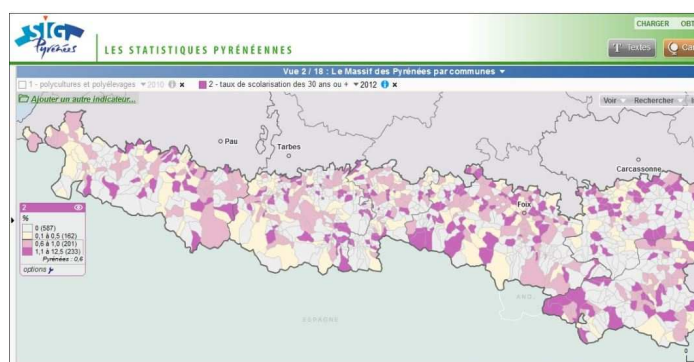 SIG
Pyrénées
LES STATISTIQUES PYRÉNÉENNES
CHARGER OBT
T Textes
Car
Vue 2 / 18 : Le Massif des Pyrénées par communes
1 - polycultures et polyélevages 2010
2 - taux de scolarisation des 30 ans ou + 2012
Ajouter un autre indicateur...
Voir Rechercher
Pau
Tarbes
Carcassonne
Foix
2
%
0 (587)
0,1 à 0,5 (162)
0,6 à 1,0 (201)
1,1 à 12,5 (233)
Pyrénées : 0,6
options
AND
ESPAGNE
0